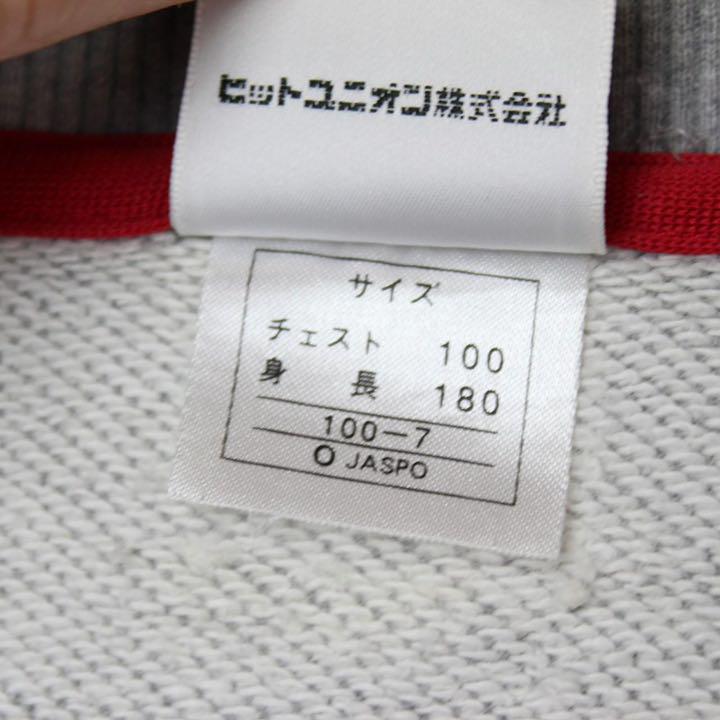 ヒットユニオン株式会社
サイズ
チェスト 100
身長 180
100-7
O JASPO